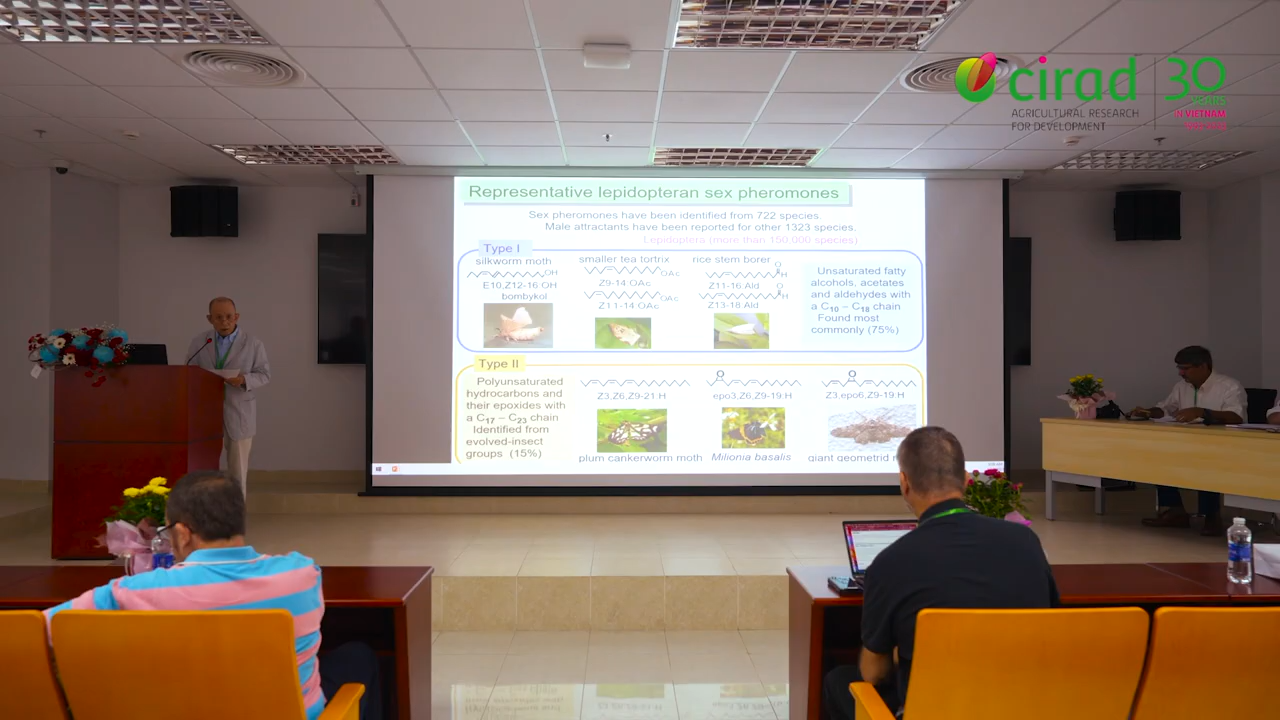 cirad
AGRICULTURAL RESEARCH
FOR DEVELOPMENT
30
YEARS
IN VIETNAM
Representative lepidopteran sex pheromones
Sex pheromones have been identified from 722 species.
Male attractants have been reported for other 1323 species.
Lepidoptera (more than 150,000 species)
Type I
silkworm moth
OH
E10,Z12-16:OH
bombykol
smaller tea tortrix
OAc
Z9-14:OAc
OAc
Z11-14:OAc
rice stem borer
O
H
Z11-16:Ald
O
H
Z13-18:Ald
Unsaturated fatty
alcohols, acetates
and aldehydes with
a C10 – C18 chain
Found most
commonly (75%)
Type II
Polyunsaturated
hydrocarbons and
their epoxides with
a C17 – C23 chain
Identified from
evolved-insect
groups (15%)
Z3,Z6,Z9-21:H
plum cankerworm moth
O
epo3,Z6,Z9-19:H
Milionia basalis
O
Z3,epo6,Z9-19:H
giant geometrid